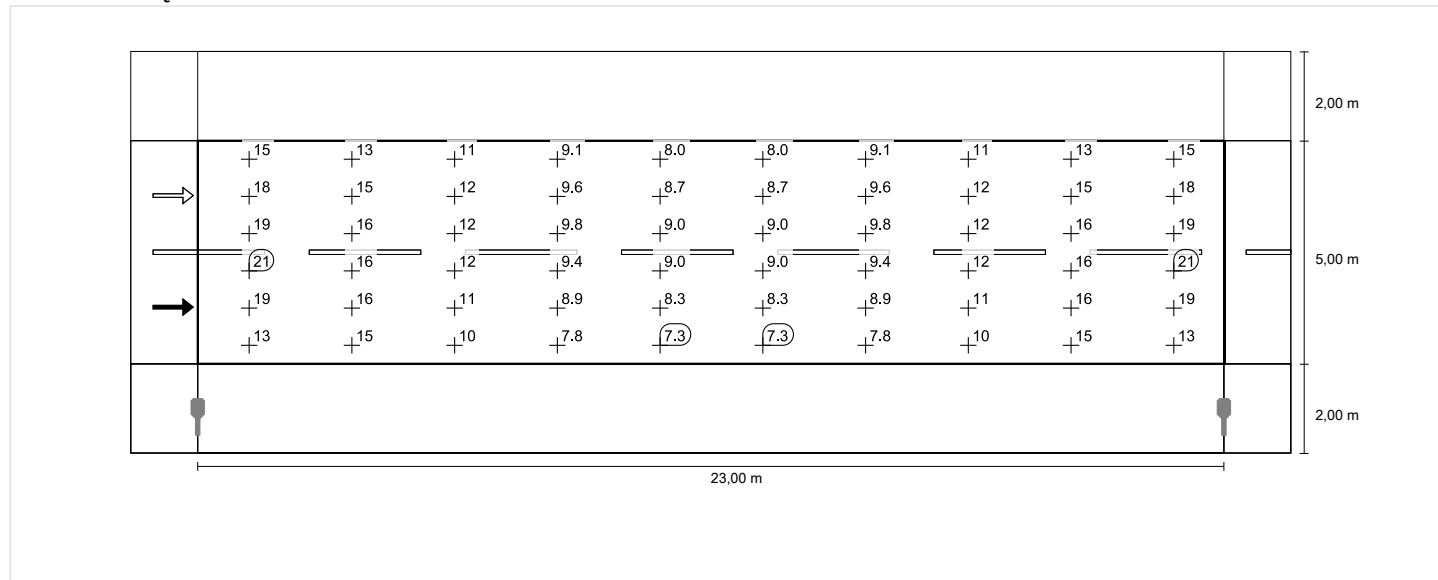 2,00 m
15 13 11 9.1 8.0 8.0 9.1 11 13 15
18 15 12 9.6 8.7 8.7 9.6 12 15 18
19 16 12 9.8 9.0 9.0 9.8 12 16 19
21 16 12 9.4 9.0 9.0 9.4 12 16 21
5,00 m
19 16 11 8.9 8.3 8.3 8.9 11 16 19
13 15 10 7.8 7.3 7.3 7.8 10 15 13
2,00 m
23,00 m